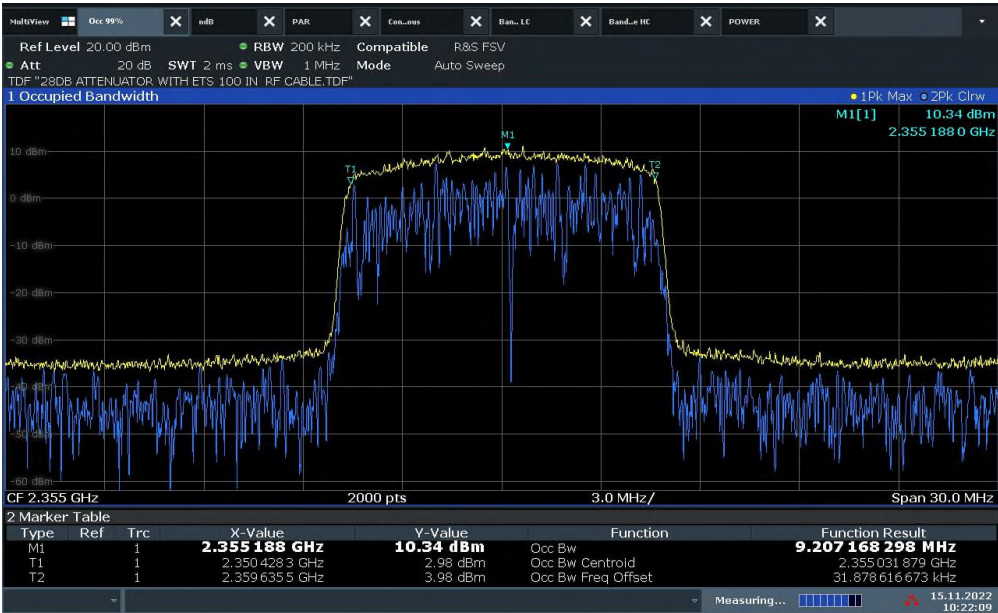 MultiView Occ 99% ndB PAR Con..ous Ban.. LC Band..e HC POWER
Ref Level 20.00 dBm RBW 200 kHz Compatible R&S FSV
Att 20 dB SWT 2 ms VBW 1 MHz Mode Auto Sweep
TDF "28DB ATTENUATOR WITH ETS 100 IN RF CABLE.TDF"
1 Occupied Bandwidth 1Pk Max 2Pk Clrw
M1[1] 10.34 dBm
2.355 188 0 GHz
M1
10 dBm
T1 T2
0 dBm
-10 dBm
-20 dBm
-30 dBm
-40 dBm
-50 dBm
-60 dBm
CF 2.355 GHz 2000 pts 3.0 MHz/ Span 30.0 MHz
2 Marker Table
Type Ref Trc X-Value Y-Value Function Function Result
M1 1 2.355 188 GHz 10.34 dBm Occ Bw 9.207 168 298 MHz
T1 1 2.350 428 3 GHz 2.98 dBm Occ Bw Centroid 2.355 031 879 GHz
T2 1 2.359 635 5 GHz 3.98 dBm Occ Bw Freq Offset 31.878 616 673 kHz
Measuring... 15.11.2022
10:22:00